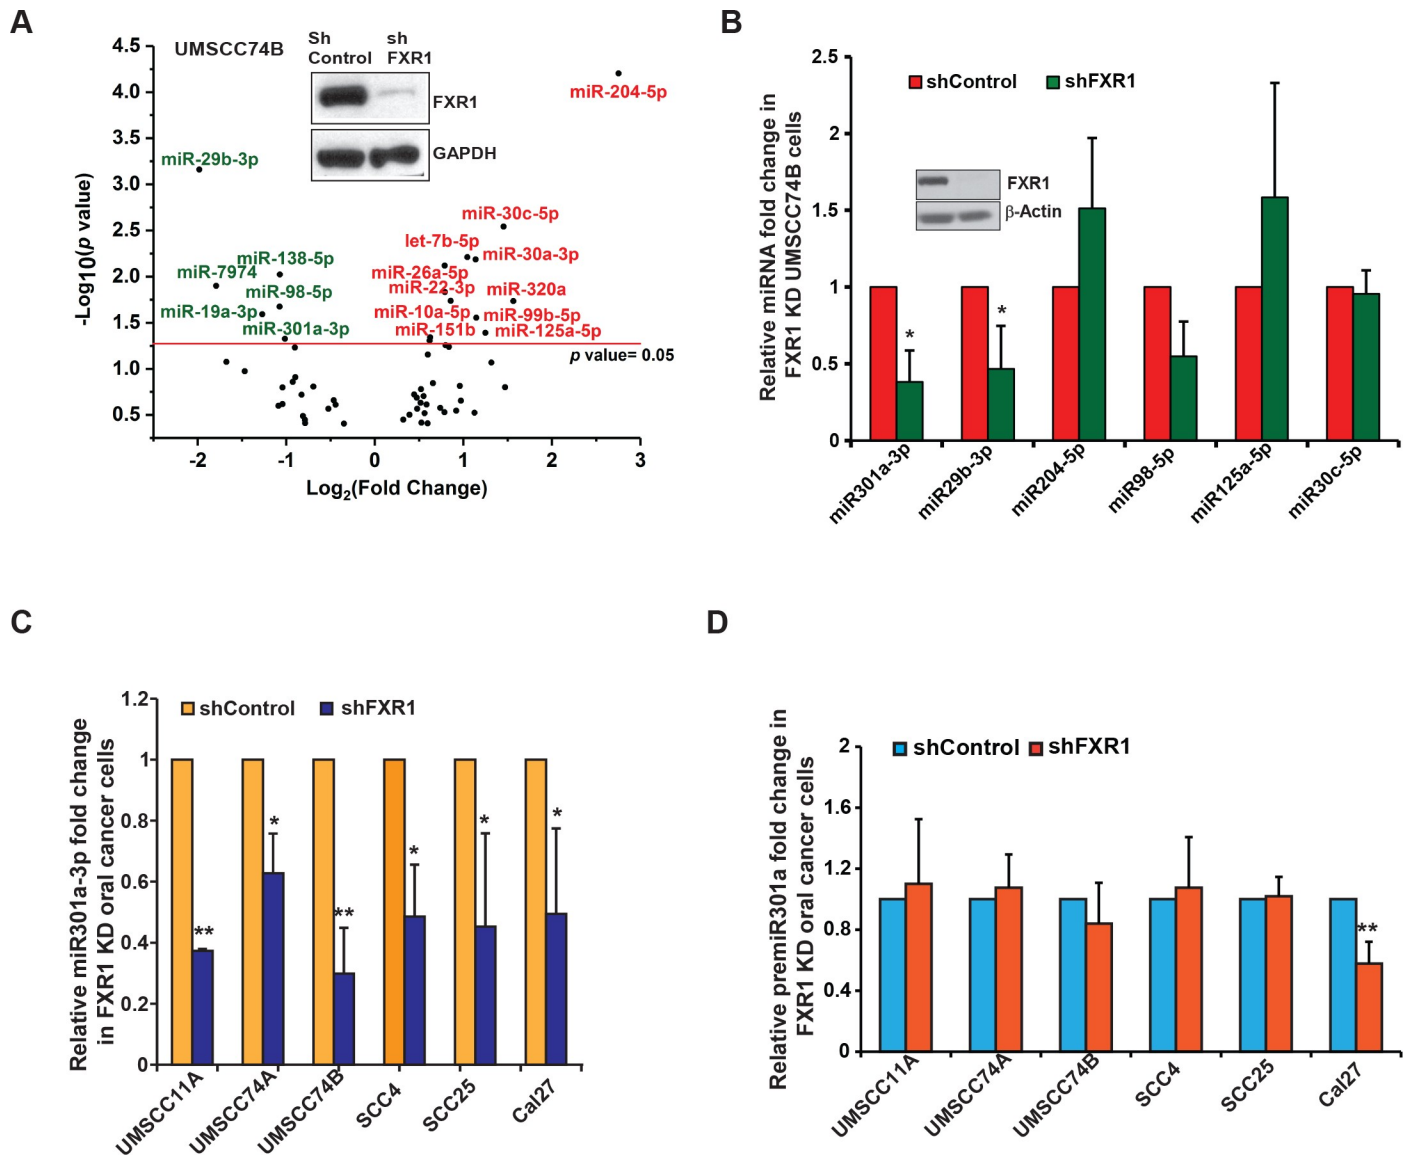 A
UMSCC74B
Sh
Control
sh
FXR1
FXR1
GAPDH
4.5
4.0
3.5
3.0
2.5
2.0
1.5
1.0
0.5
-Log10(p value)
miR-204-5p
miR-29b-3p
miR-30c-5p
let-7b-5p
miR-30a-3p
miR-138-5p
miR-7974
miR-26a-5p
miR-22-3p
miR-320a
miR-98-5p
miR-19a-3p
miR-10a-5p
miR-99b-5p
miR-301a-3p
miR-151b
miR-125a-5p
p value= 0.05
-2
-1
0
1
2
3
Log2(Fold Change)
B
Relative miRNA fold change in
FXR1 KD UMSCC74B cells
2.5
2
1.5
1
0.5
0
shControl
shFXR1
FXR1
β-Actin
*
*
miR301a-3p
miR29b-3p
miR204-5p
miR98-5p
miR125a-5p
miR30c-5p
C
Relative miR301a-3p fold change
in FXR1 KD oral cancer cells
1.2
1
0.8
0.6
0.4
0.2
0
shControl
shFXR1
**
*
**
*
*
*
UMSCC11A
UMSCC74A
UMSCC74B
SCC4
SCC25
Cal27
D
Relative premiR301a fold change in
FXR1 KD oral cancer cells
2
1.6
1.2
0.8
0.4
0
shControl
shFXR1
**
UMSCC11A
UMSCC74A
UMSCC74B
SCC4
SCC25
Cal27